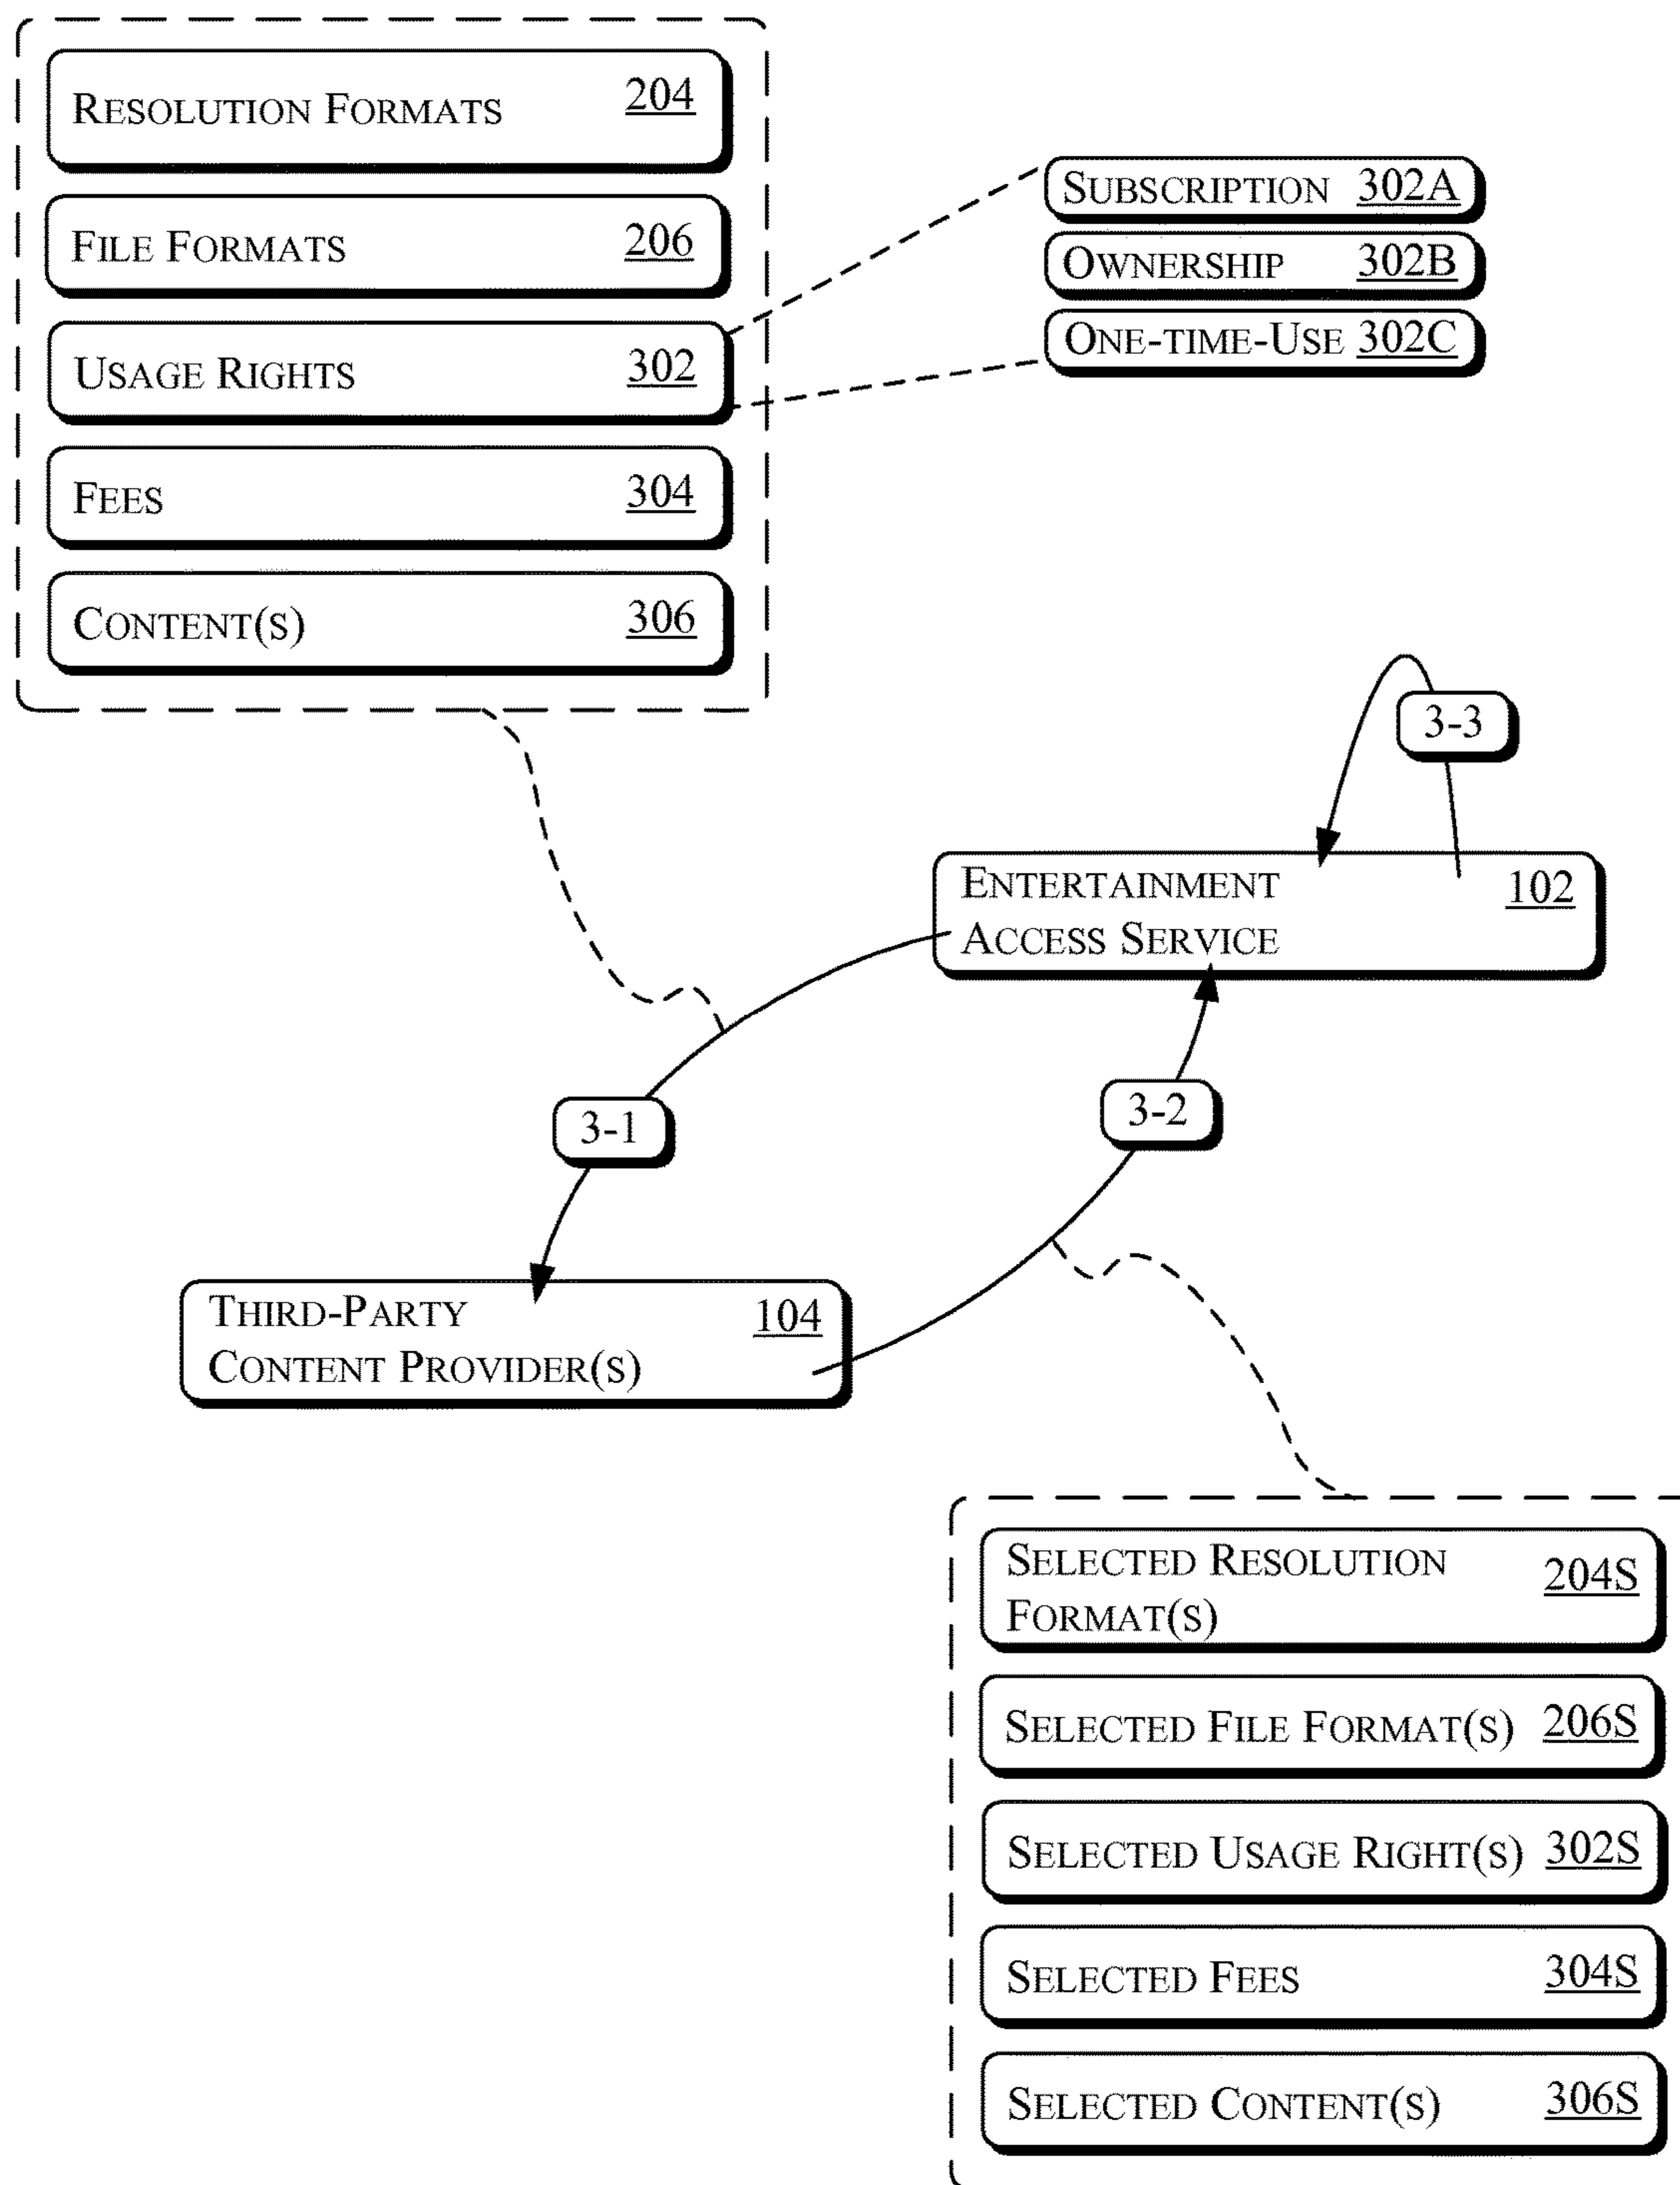 RESOLUTION FORMATS 204
FILE FORMATS 206
USAGE RIGHTS 302
FEES 304
CONTENT(S) 306
SUBSCRIPTION 302A
OWNERSHIP 302B
ONE-TIME-USE 302C
3-3
ENTERTAINMENT 102
ACCESS SERVICE
3-1
3-2
THIRD-PARTY 104
CONTENT PROVIDER(S)
SELECTED RESOLUTION 204S
FORMAT(S)
SELECTED FILE FORMAT(S) 206S
SELECTED USAGE RIGHT(S) 302S
SELECTED FEES 304S
SELECTED CONTENT(S) 306S